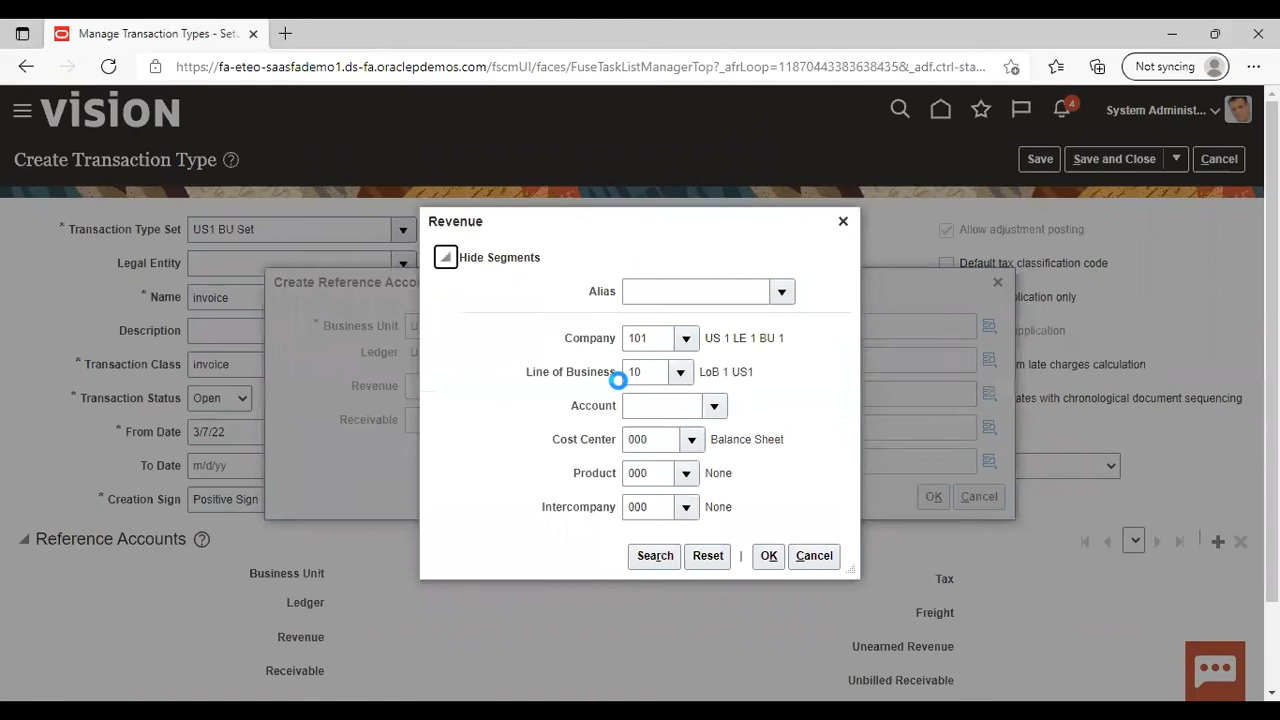 Manage Transaction Types - Set
https://fa-eteo-saasfademo1.ds-fa.oraclepdemos.com/fscmUI/faces/FuseTaskListManagerTop?_afrLoop=11870443383638435&_adf.ctrl-sta...
Not syncing
VISION
4
System Administ...
Create Transaction Type
Save
Save and Close
Cancel
* Transaction Type Set US1 BU Set
Allow adjustment posting
Legal Entity
Default tax classification code
* Name invoice
Description
* Transaction Class invoice
* Transaction Status Open
* From Date 3/7/22
To Date m/d/yy
* Creation Sign Positive Sign
Create Reference Accou
* Business Unit
Ledger
Revenue
Receivable
plication only
application
om late charges calculation
ates with chronological document sequencing
OK
Cancel
Revenue
Hide Segments
Alias
Company 101 US 1 LE 1 BU 1
Line of Business 10 LoB 1 US1
Account
Cost Center 000 Balance Sheet
Product 000 None
Intercompany 000 None
Search
Reset
|
OK
Cancel
Reference Accounts
Business Unit
Ledger
Revenue
Receivable
Tax
Freight
Unearned Revenue
Unbilled Receivable